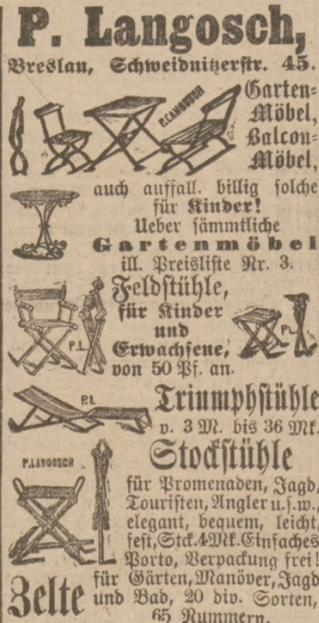 P. Langosch,
Breslau, Schweidnitzerstr. 45.
Garten-
Möbel,
Balcon-
Möbel,
P.LANGOSCH
auch auffall. billig solche
für Kinder!
Ueber sämmtliche
Gartenmöbel
ill. Preisliste Nr. 3.
Feldstühle,
für Kinder
und
Erwachsene,
von 50 Pf. an.
P.L.
P.L.
Triumphstühle
v. 3 M. bis 36 Mk.
P.L.
Stockstühle
P.LANGOSCH
für Promenaden, Jagd,
Touristen, Angler u.s.w.,
elegant, bequem, leicht,
fest, Stck. 4 Mk. Einfaches
Porto, Verpackung frei!
Zelte
für Gärten, Manöver, Jagd
und Bad, 20 div. Sorten,
65 Nummern.